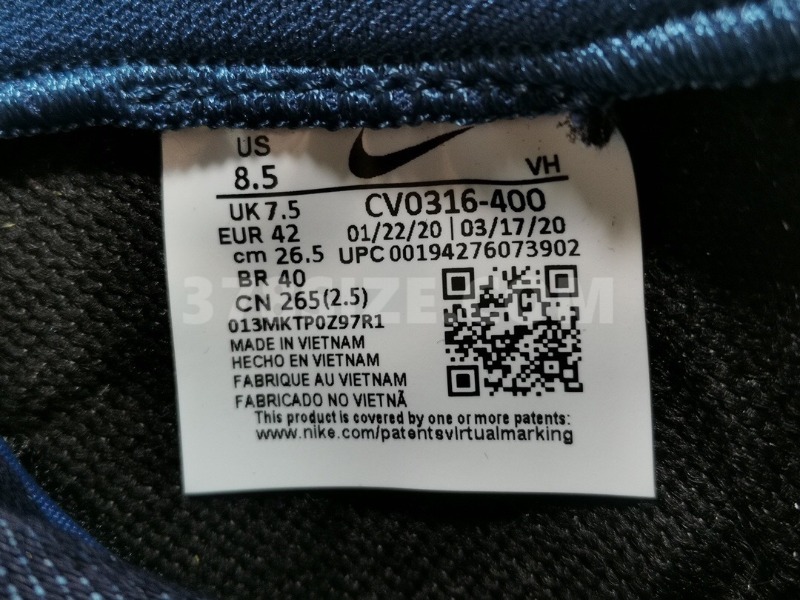 US
8.5
VH
UK 7.5
CV0316-400
EUR 42
01/22/20 | 03/17/20
cm 26.5
UPC 00194276073902
BR 40
CN 265(2.5)
013MKTP0Z97R1
MADE IN VIETNAM
HECHO EN VIETNAM
FABRIQUE AU VIETNAM
FABRICADO NO VIETNÃ
This product is covered by one or more patents:
www.nike.com/patentsvirtualmarking